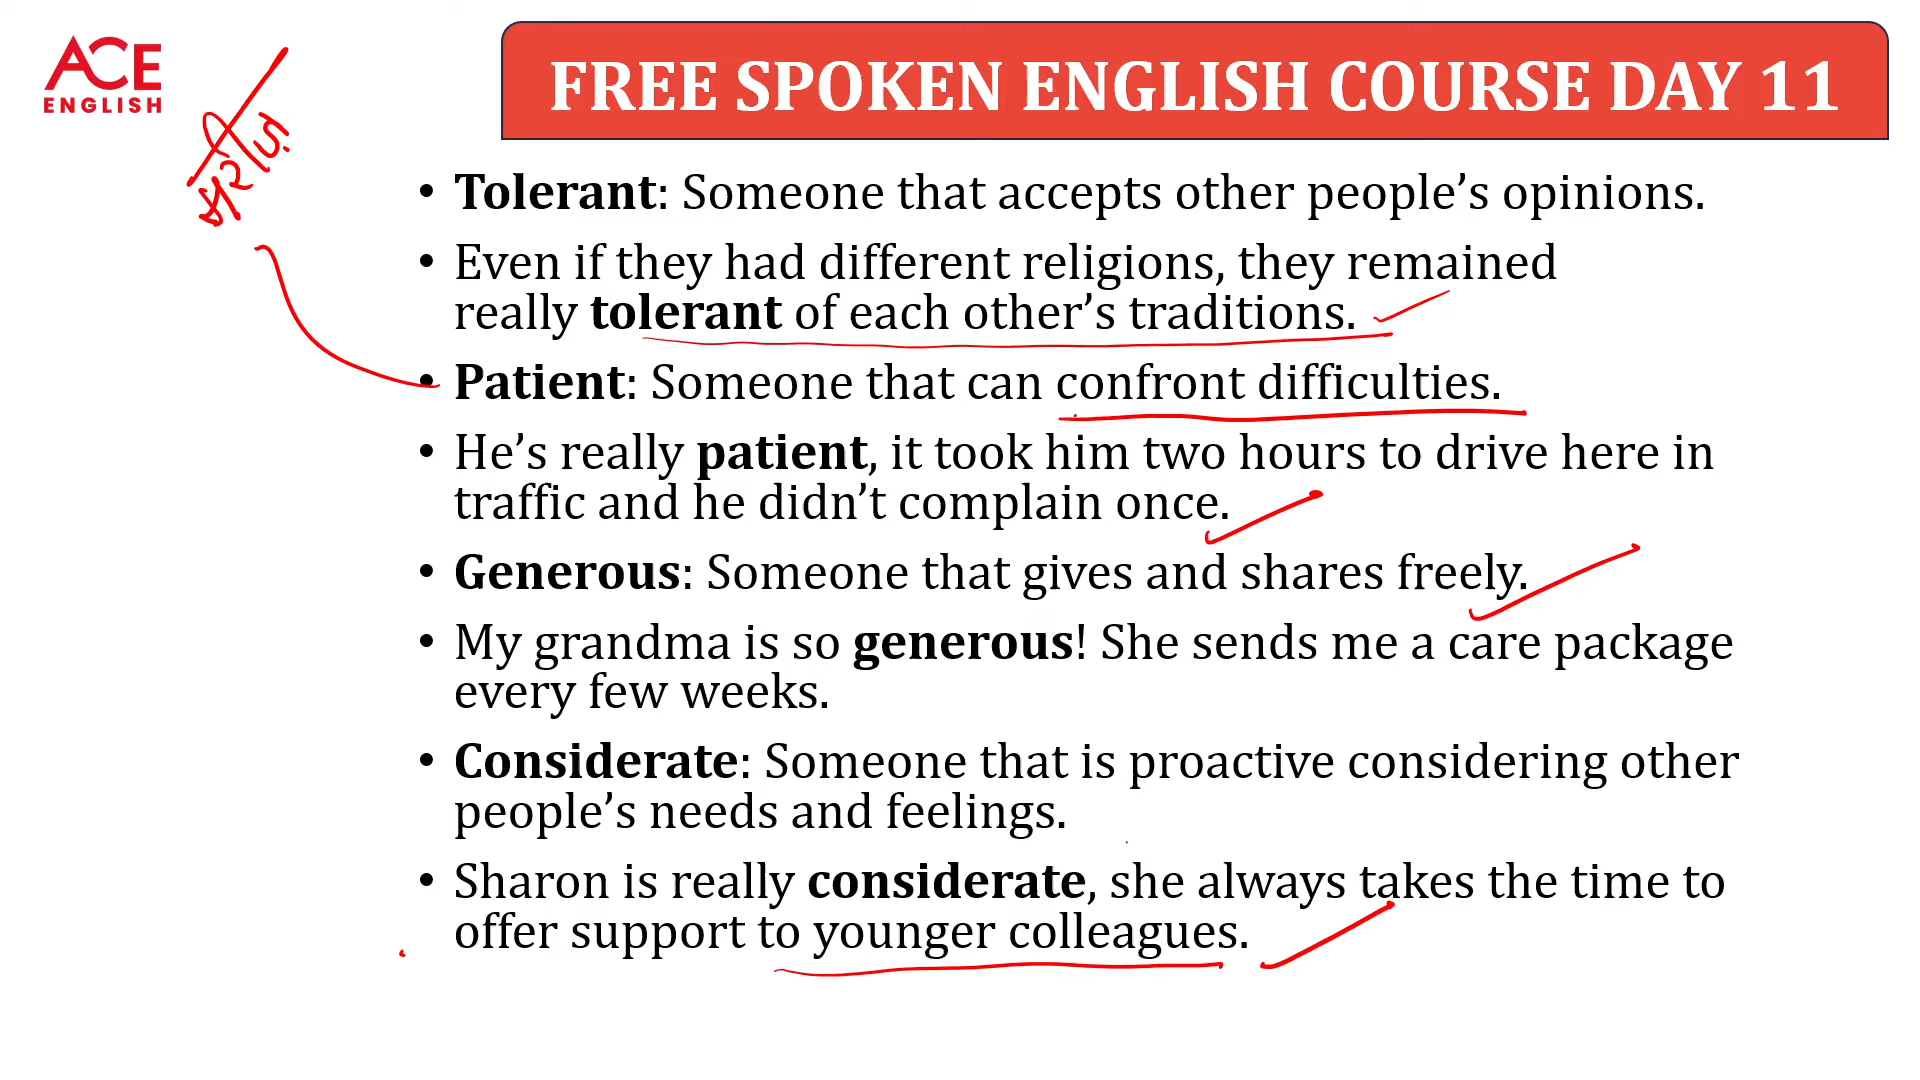 ACE
ENGLISH
FREE SPOKEN ENGLISH COURSE DAY 11
मरीज़
• Tolerant: Someone that accepts other people’s opinions.
• Even if they had different religions, they remained
really tolerant of each other’s traditions.
• Patient: Someone that can confront difficulties.
• He’s really patient, it took him two hours to drive here in
traffic and he didn’t complain once.
• Generous: Someone that gives and shares freely.
• My grandma is so generous! She sends me a care package
every few weeks.
• Considerate: Someone that is proactive considering other
people’s needs and feelings.
• Sharon is really considerate, she always takes the time to
offer support to younger colleagues.